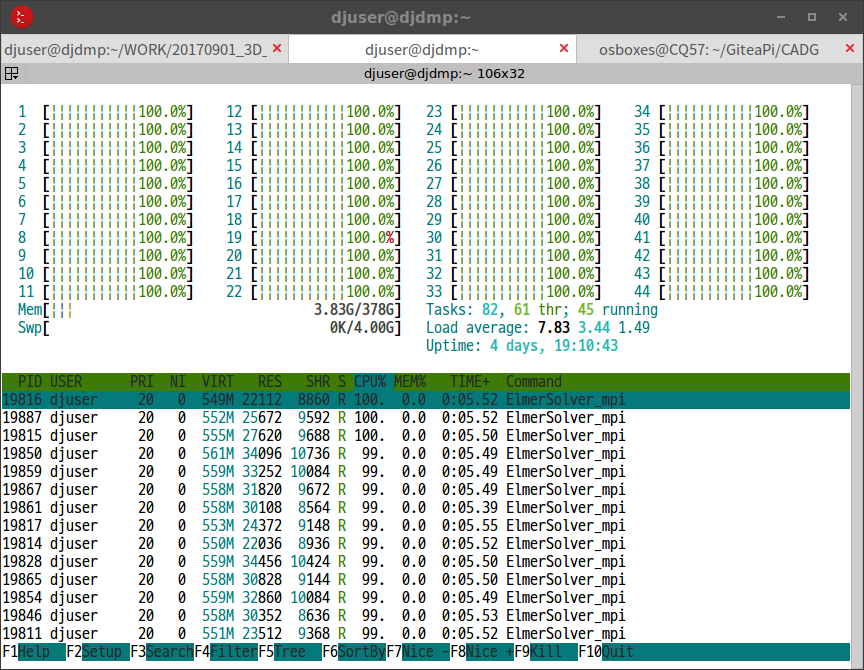 djuser@djdmp:~
djuser@djdmp:~/WORK/20170901_3D_ × djuser@djdmp:~ × osboxes@CQ57: ~/GiteaPi/CADG ×
djuser@djdmp:~ 106x32
1 [|||||||||||100.0%] 12 [|||||||||||100.0%] 23 [|||||||||||100.0%] 34 [|||||||||||100.0%]
2 [|||||||||||100.0%] 13 [|||||||||||100.0%] 24 [|||||||||||100.0%] 35 [|||||||||||100.0%]
3 [|||||||||||100.0%] 14 [|||||||||||100.0%] 25 [|||||||||||100.0%] 36 [|||||||||||100.0%]
4 [|||||||||||100.0%] 15 [|||||||||||100.0%] 26 [|||||||||||100.0%] 37 [|||||||||||100.0%]
5 [|||||||||||100.0%] 16 [|||||||||||100.0%] 27 [|||||||||||100.0%] 38 [|||||||||||100.0%]
6 [|||||||||||100.0%] 17 [|||||||||||100.0%] 28 [|||||||||||100.0%] 39 [|||||||||||100.0%]
7 [|||||||||||100.0%] 18 [|||||||||||100.0%] 29 [|||||||||||100.0%] 40 [|||||||||||100.0%]
8 [|||||||||||100.0%] 19 [|||||||||||100.0%] 30 [|||||||||||100.0%] 41 [|||||||||||100.0%]
9 [|||||||||||100.0%] 20 [|||||||||||100.0%] 31 [|||||||||||100.0%] 42 [|||||||||||100.0%]
10 [|||||||||||100.0%] 21 [|||||||||||100.0%] 32 [|||||||||||100.0%] 43 [|||||||||||100.0%]
11 [|||||||||||100.0%] 22 [|||||||||||100.0%] 33 [|||||||||||100.0%] 44 [|||||||||||100.0%]
Mem[||| 3.83G/378G] Tasks: 82, 61 thr; 45 running
Swp[ 0K/4.00G] Load average: 7.83 3.44 1.49
Uptime: 4 days, 19:10:43
PID USER PRI NI VIRT RES SHR S CPU% MEM% TIME+ Command
19816 djuser 20 0 549M 22112 8860 R 100. 0.0 0:05.52 ElmerSolver_mpi
19887 djuser 20 0 552M 25672 9592 R 100. 0.0 0:05.52 ElmerSolver_mpi
19815 djuser 20 0 555M 27620 9688 R 100. 0.0 0:05.50 ElmerSolver_mpi
19850 djuser 20 0 561M 34096 10736 R 99. 0.0 0:05.49 ElmerSolver_mpi
19859 djuser 20 0 559M 33252 10084 R 99. 0.0 0:05.49 ElmerSolver_mpi
19867 djuser 20 0 558M 31820 9672 R 99. 0.0 0:05.49 ElmerSolver_mpi
19861 djuser 20 0 558M 30108 8564 R 99. 0.0 0:05.39 ElmerSolver_mpi
19817 djuser 20 0 553M 24372 9148 R 99. 0.0 0:05.55 ElmerSolver_mpi
19814 djuser 20 0 550M 22036 8936 R 99. 0.0 0:05.52 ElmerSolver_mpi
19828 djuser 20 0 559M 34456 10424 R 99. 0.0 0:05.50 ElmerSolver_mpi
19865 djuser 20 0 558M 30828 9144 R 99. 0.0 0:05.50 ElmerSolver_mpi
19854 djuser 20 0 559M 32860 10084 R 99. 0.0 0:05.49 ElmerSolver_mpi
19846 djuser 20 0 558M 30352 8636 R 99. 0.0 0:05.53 ElmerSolver_mpi
19811 djuser 20 0 551M 23512 9368 R 99. 0.0 0:05.52 ElmerSolver_mpi
F1Help F2Setup F3SearchF4FilterF5Tree F6SortByF7Nice -F8Nice +F9Kill F10Quit